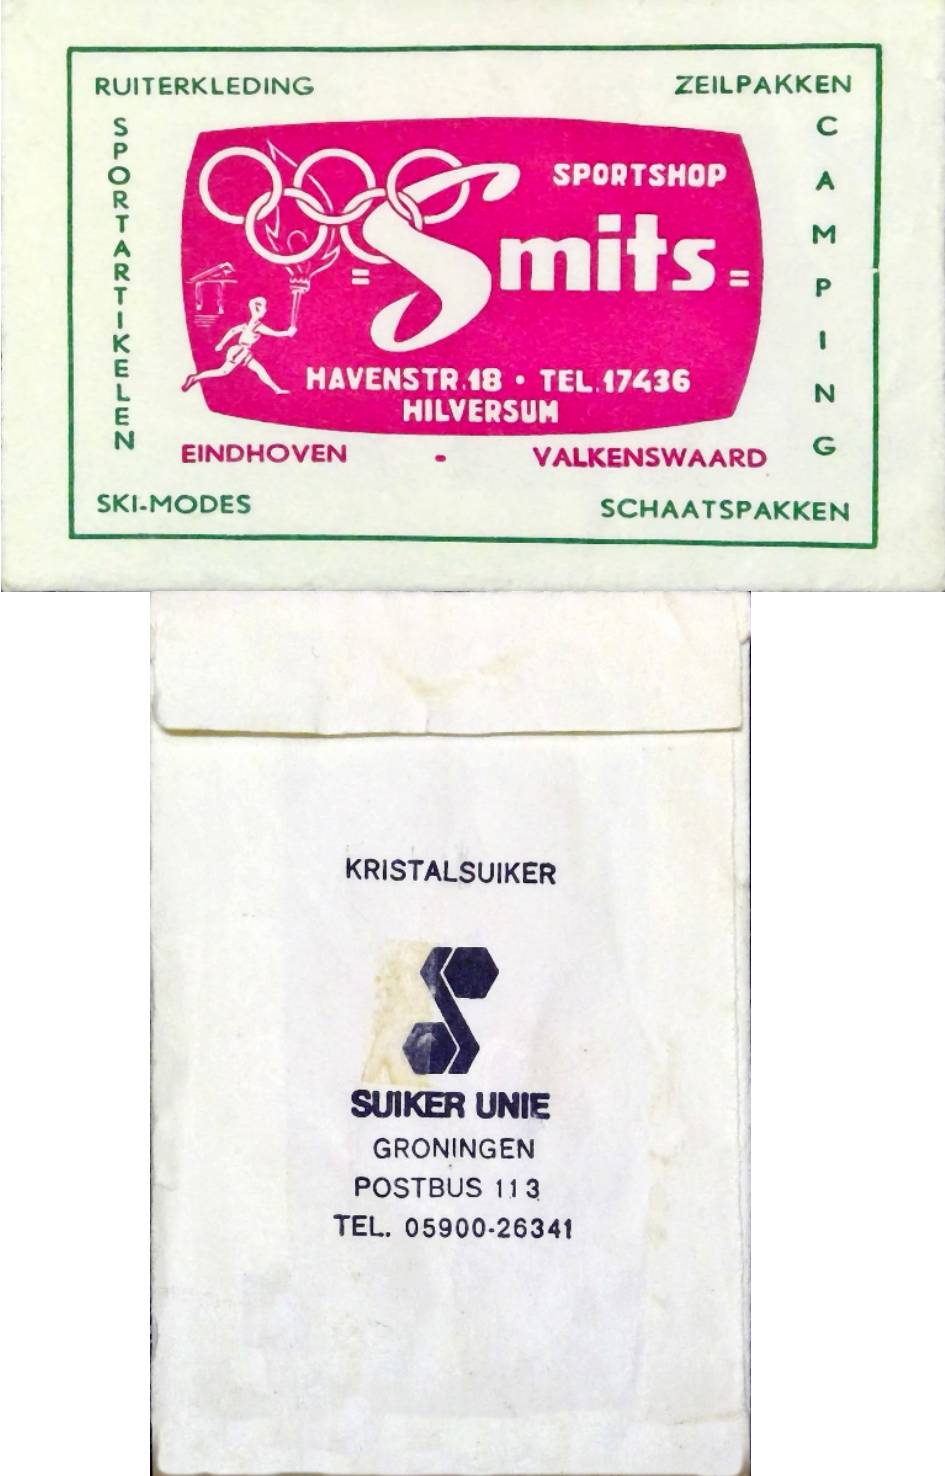 RUITERKLEDING
ZEILPAKKEN
SPORTARTIKELEN
CAMPING
SPORTSHOP
=Smits=
HAVENSTR.18 • TEL.17436
HILVERSUM
EINDHOVEN - VALKENSWAARD
SKI-MODES
SCHAATSPAKKEN
KRISTALSUIKER
SUIKER UNIE
GRONINGEN
POSTBUS 113
TEL. 05900-26341